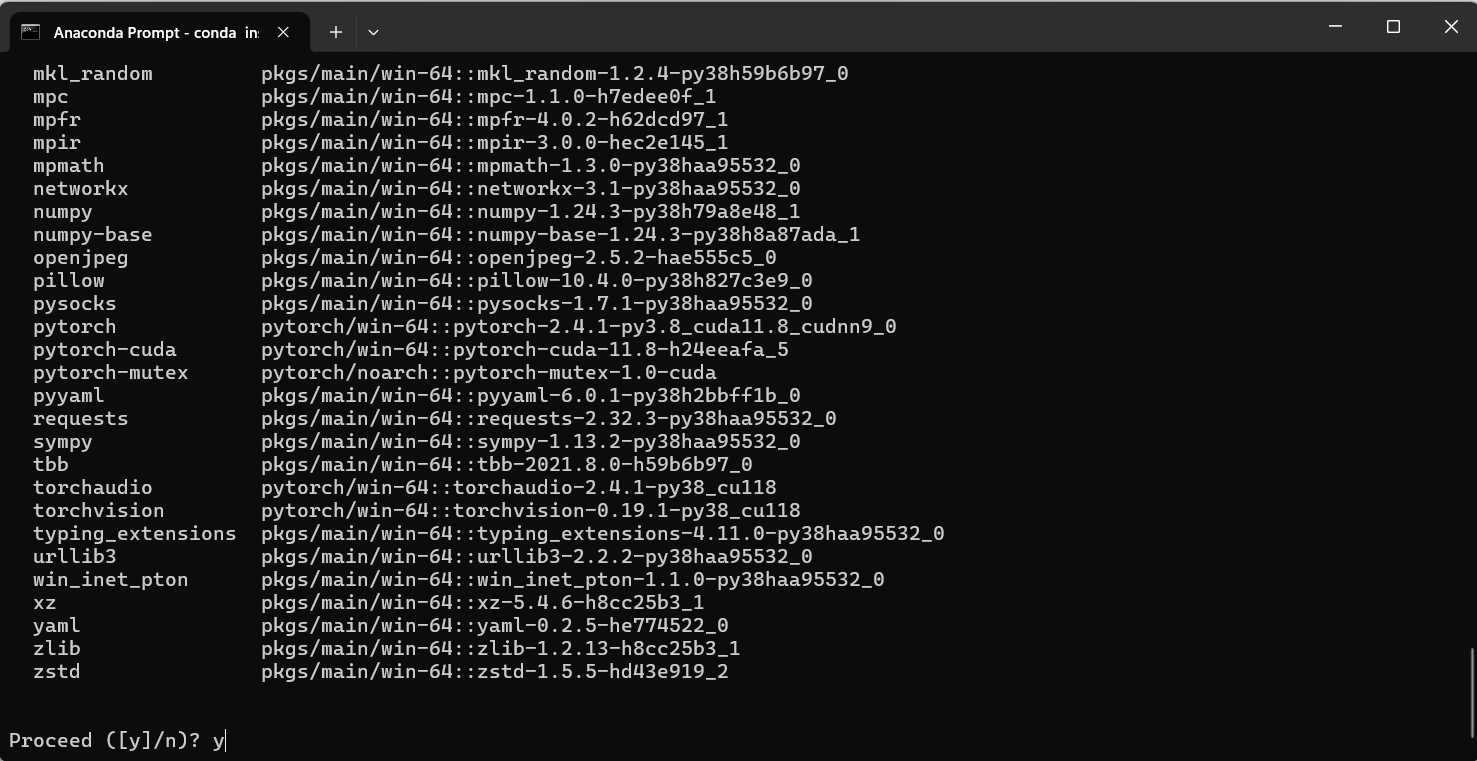 Anaconda Prompt - conda in
mkl_random pkgs/main/win-64::mkl_random-1.2.4-py38h59b6b97_0
mpc pkgs/main/win-64::mpc-1.1.0-h7edee0f_1
mpfr pkgs/main/win-64::mpfr-4.0.2-h62dcd97_1
mpir pkgs/main/win-64::mpir-3.0.0-hec2e145_1
mpmath pkgs/main/win-64::mpmath-1.3.0-py38haa95532_0
networkx pkgs/main/win-64::networkx-3.1-py38haa95532_0
numpy pkgs/main/win-64::numpy-1.24.3-py38h79a8e48_1
numpy-base pkgs/main/win-64::numpy-base-1.24.3-py38h8a87ada_1
openjpeg pkgs/main/win-64::openjpeg-2.5.2-hae555c5_0
pillow pkgs/main/win-64::pillow-10.4.0-py38h827c3e9_0
pysocks pkgs/main/win-64::pysocks-1.7.1-py38haa95532_0
pytorch pytorch/win-64::pytorch-2.4.1-py3.8_cuda11.8_cudnn9_0
pytorch-cuda pytorch/win-64::pytorch-cuda-11.8-h24eeafa_5
pytorch-mutex pytorch/noarch::pytorch-mutex-1.0-cuda
pyyaml pkgs/main/win-64::pyyaml-6.0.1-py38h2bbff1b_0
requests pkgs/main/win-64::requests-2.32.3-py38haa95532_0
sympy pkgs/main/win-64::sympy-1.13.2-py38haa95532_0
tbb pkgs/main/win-64::tbb-2021.8.0-h59b6b97_0
torchaudio pytorch/win-64::torchaudio-2.4.1-py38_cu118
torchvision pytorch/win-64::torchvision-0.19.1-py38_cu118
typing_extensions pkgs/main/win-64::typing_extensions-4.11.0-py38haa95532_0
urllib3 pkgs/main/win-64::urllib3-2.2.2-py38haa95532_0
win_inet_pton pkgs/main/win-64::win_inet_pton-1.1.0-py38haa95532_0
xz pkgs/main/win-64::xz-5.4.6-h8cc25b3_1
yaml pkgs/main/win-64::yaml-0.2.5-he774522_0
zlib pkgs/main/win-64::zlib-1.2.13-h8cc25b3_1
zstd pkgs/main/win-64::zstd-1.5.5-hd43e919_2
Proceed ([y]/n)? y